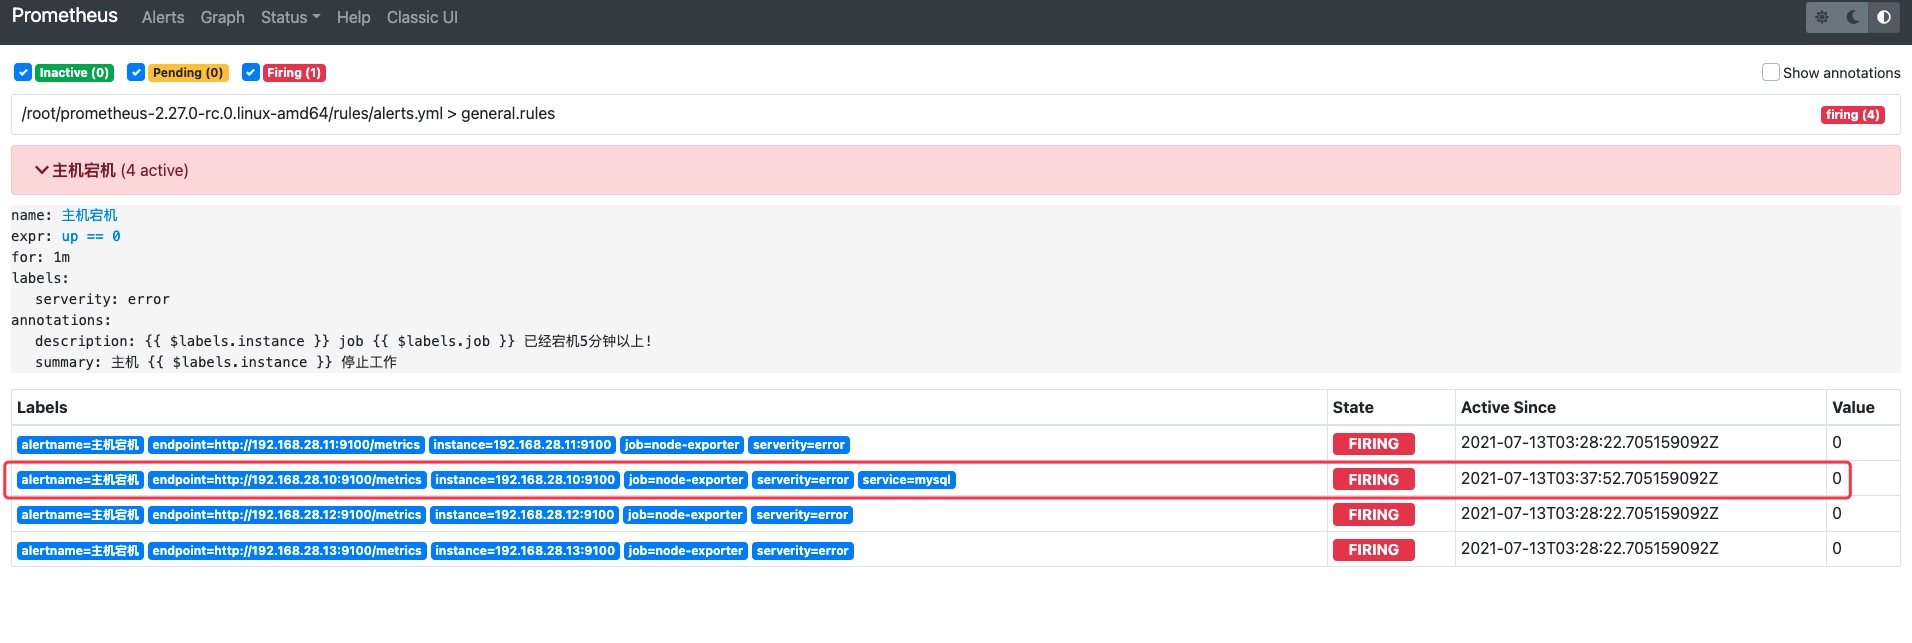 Prometheus Alerts Graph Status Help Classic UI
Inactive (0) Pending (0) Firing (1) Show annotations
/root/prometheus-2.27.0-rc.0.linux-amd64/rules/alerts.yml > general.rules firing (4)
主机宕机 (4 active)
name: 主机宕机
expr: up == 0
for: 1m
labels:
serverity: error
annotations:
description: {{ $labels.instance }} job {{ $labels.job }} 已经宕机5分钟以上!
summary: 主机 {{ $labels.instance }} 停止工作
Labels State Active Since Value
alertname=主机宕机 endpoint=http://192.168.28.11:9100/metrics instance=192.168.28.11:9100 job=node-exporter serverity=error FIRING 2021-07-13T03:28:22.705159092Z 0
alertname=主机宕机 endpoint=http://192.168.28.10:9100/metrics instance=192.168.28.10:9100 job=node-exporter serverity=error service=mysql FIRING 2021-07-13T03:37:52.705159092Z 0
alertname=主机宕机 endpoint=http://192.168.28.12:9100/metrics instance=192.168.28.12:9100 job=node-exporter serverity=error FIRING 2021-07-13T03:28:22.705159092Z 0
alertname=主机宕机 endpoint=http://192.168.28.13:9100/metrics instance=192.168.28.13:9100 job=node-exporter serverity=error FIRING 2021-07-13T03:28:22.705159092Z 0